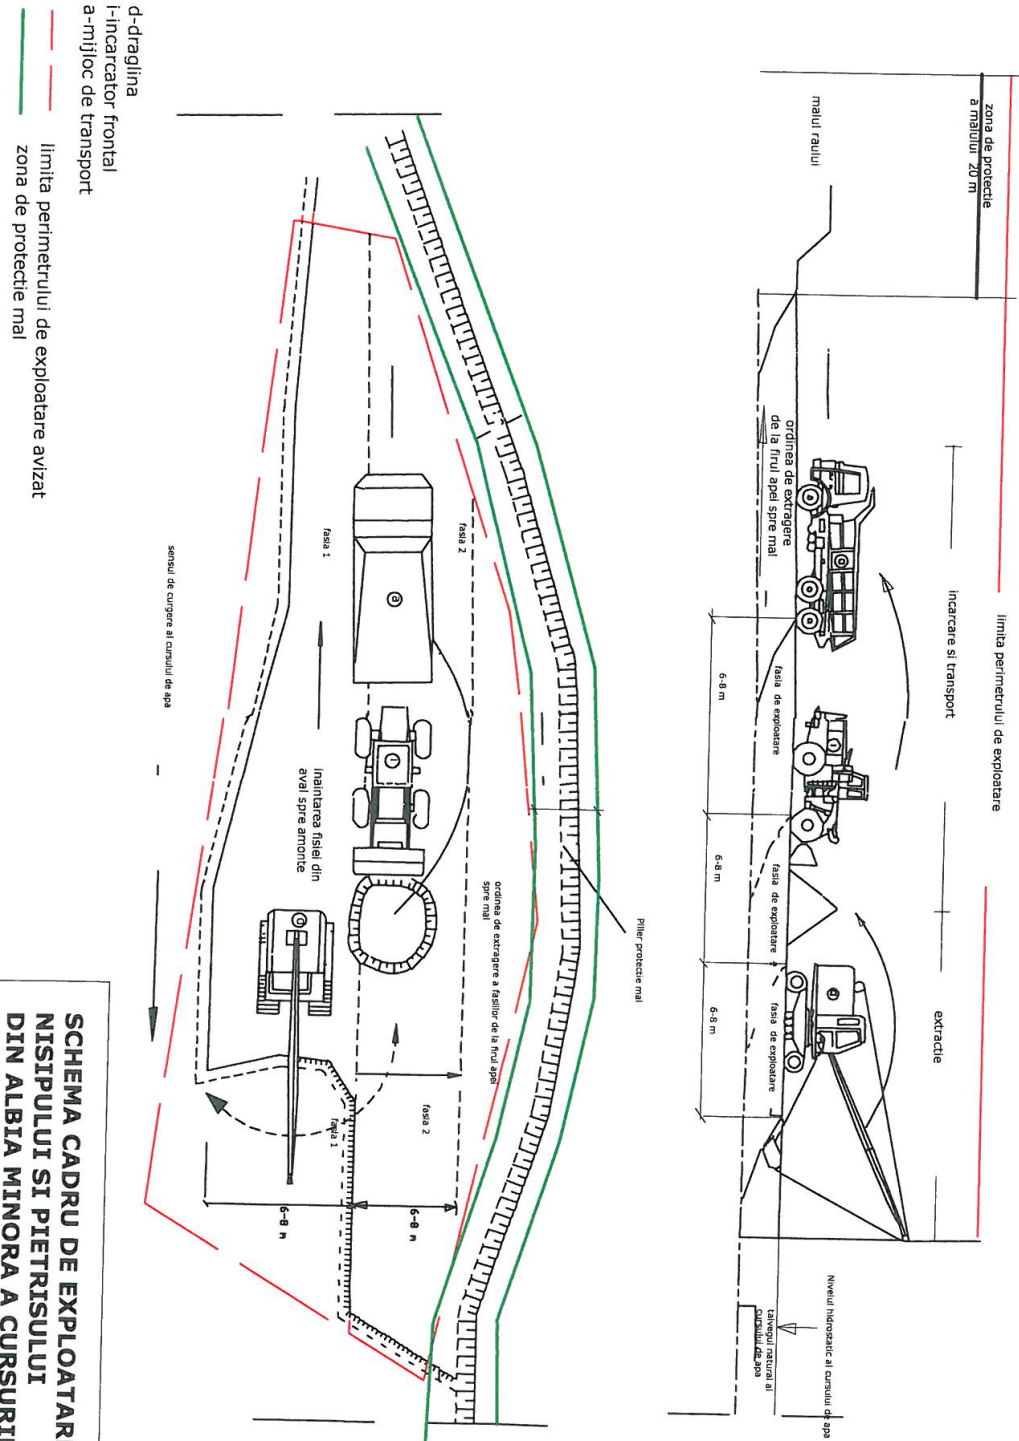 zona de protectie
a malului 20 m
malul raului
limita perimetrului de exploatare
incarcare si transport
extractie
ordinea de extragere
de la firul apei spre mal
fasia de exploatare
fasia de exploatare
fasia de exploatare
6-8 m
6-8 m
6-8 m
Nivelul hidrostatic al cursului de apa
talvegul natural al
cursului de apa
Pilier protectie mal
fasia 2
fasia 1
a
i
inaintarea fisiei din
aval spre amonte
ordinea de extragere a fasiilor de la firul apei
spre mal
fasia 2
fasia 1
6-8 m
6-8 m
sensul de curgere al cursului de apa
d-draglina
i-incarcator frontal
a-mijloc de transport
limita perimetrului de exploatare avizat
zona de protectie mal
SCHEMA CADRU DE EXPLOATAR
NISIPULUI SI PIETRISULUI
DIN ALBIA MINORA A CURSURI